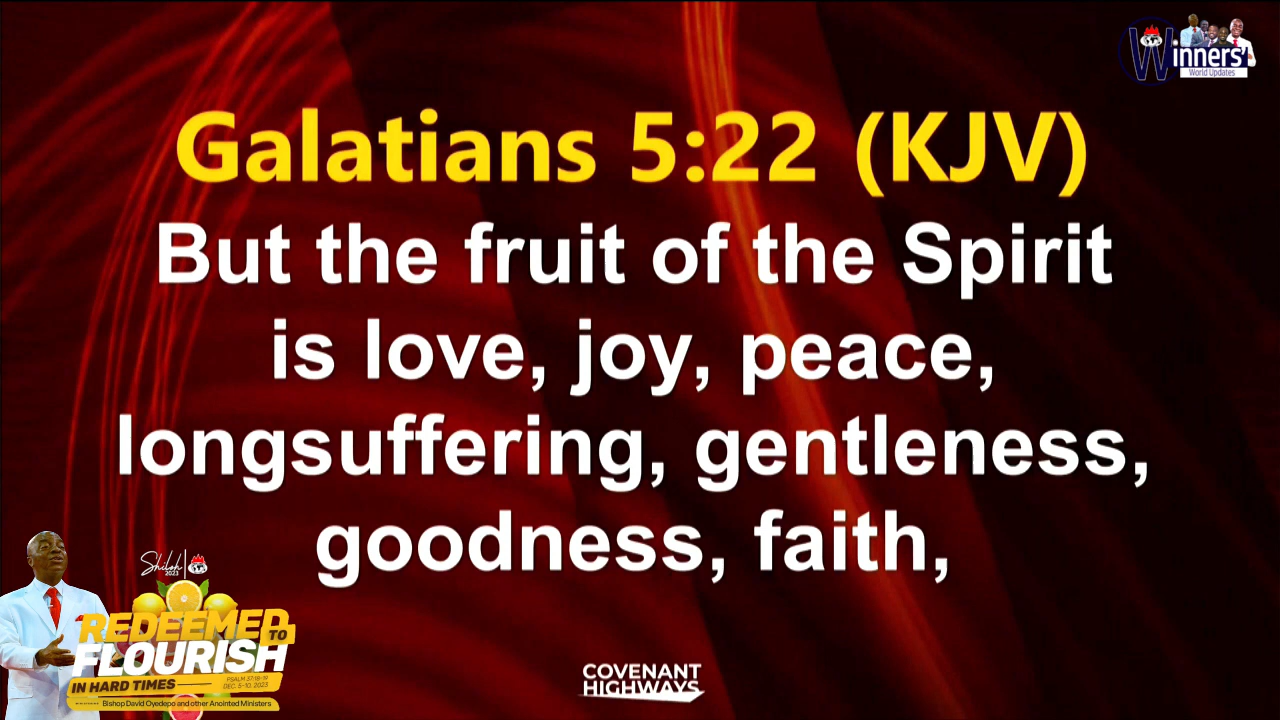 Winners'
World Updates
Galatians 5:22 (KJV)
But the fruit of the Spirit
is love, joy, peace,
longsuffering, gentleness,
goodness, faith,
Shiloh
2023
REDEEMED
TO
FLOURISH
IN HARD TIMES
PSALM 37:18-19
DEC. 5-10, 2023
Bishop David Oyedepo and other Anointed Ministers
COVENANT
HIGHWAYS